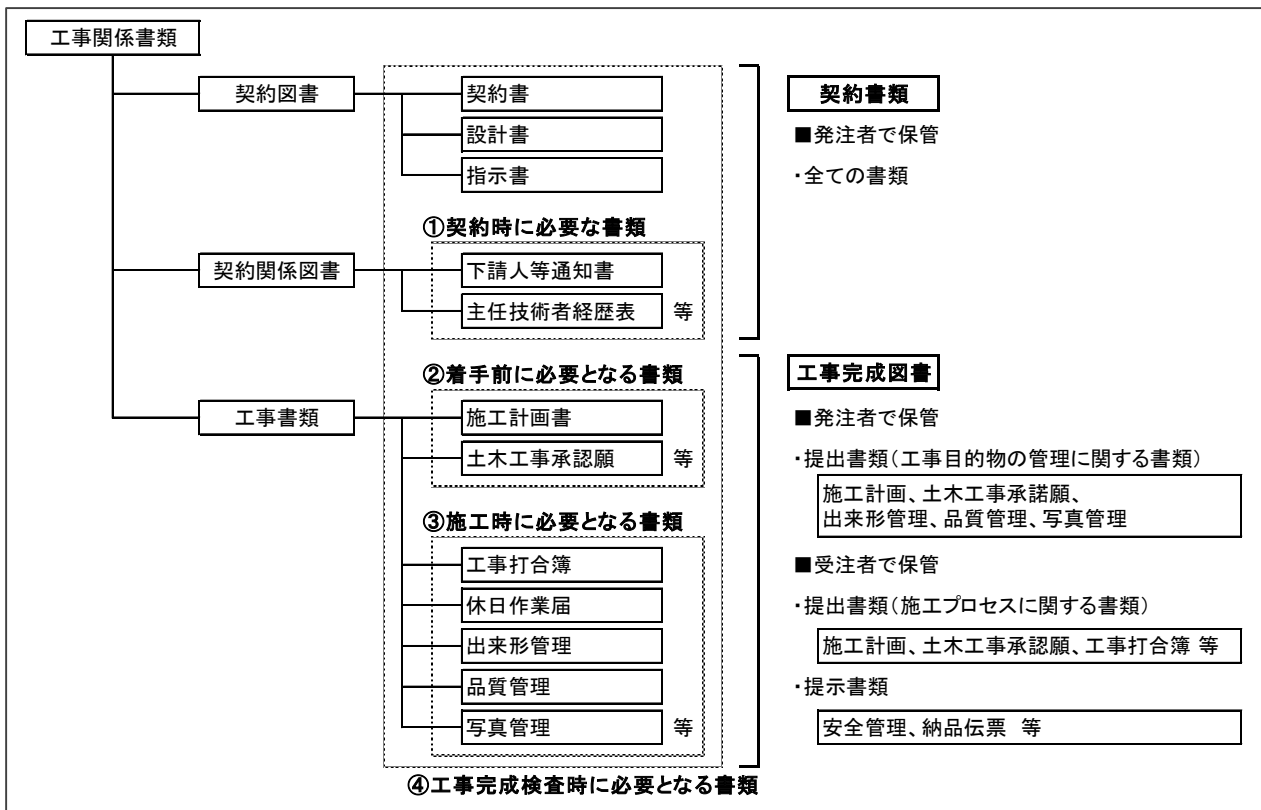 工事関係書類
契約図書
契約書
設計書
指示書
①契約時に必要な書類
契約関係図書
下請人等通知書
主任技術者経歴表 等
②着手前に必要となる書類
工事書類
施工計画書
土木工事承認願 等
③施工時に必要となる書類
工事打合簿
休日作業届
出来形管理
品質管理
写真管理 等
④工事完成検査時に必要となる書類
契約書類
■発注者で保管
・全ての書類
工事完成図書
■発注者で保管
・提出書類(工事目的物の管理に関する書類)
施工計画、土木工事承諾願、
出来形管理、品質管理、写真管理
■受注者で保管
・提出書類(施工プロセスに関する書類)
施工計画、土木工事承認願、工事打合簿 等
・提示書類
安全管理、納品伝票 等